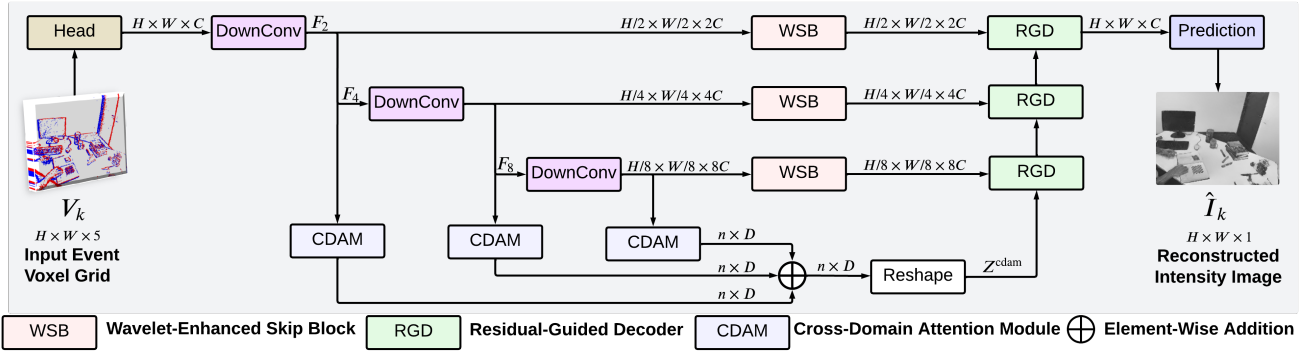 Head
H × W × C
DownConv
F₂
H/2 × W/2 × 2C
WSB
H/2 × W/2 × 2C
RGD
H × W × C
Prediction
F₄
DownConv
H/4 × W/4 × 4C
WSB
H/4 × W/4 × 4C
RGD
F₈
DownConv
H/8 × W/8 × 8C
WSB
H/8 × W/8 × 8C
RGD
Vₖ
H × W × 5
Input Event
Voxel Grid
CDAM
CDAM
CDAM
n × D
n × D
n × D
n × D
Reshape
Z^cdam
Îₖ
H × W × 1
Reconstructed
Intensity Image
WSB Wavelet-Enhanced Skip Block RGD Residual-Guided Decoder CDAM Cross-Domain Attention Module ⊕ Element-Wise Addition